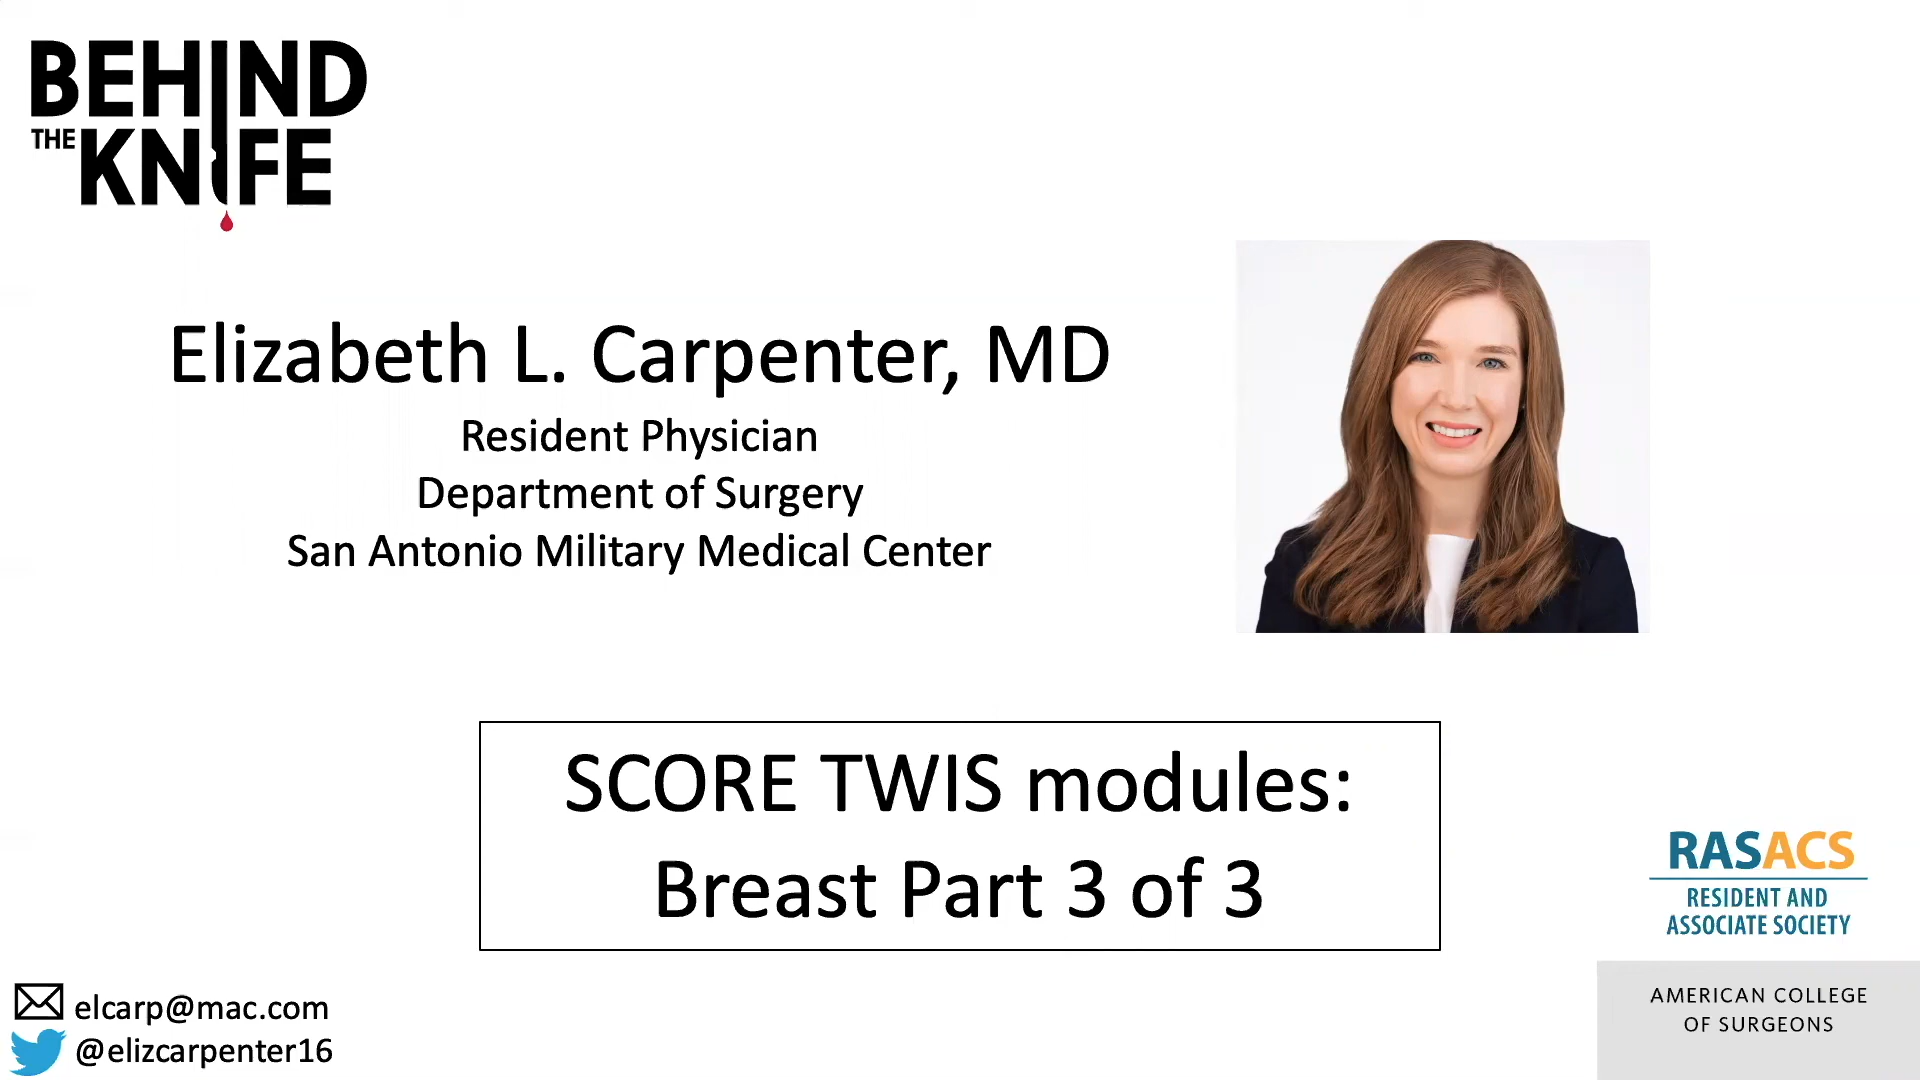 BEHIND
THE KNIFE
Elizabeth L. Carpenter, MD
Resident Physician
Department of Surgery
San Antonio Military Medical Center
SCORE TWIS modules:
Breast Part 3 of 3
RASACS
RESIDENT AND
ASSOCIATE SOCIETY
AMERICAN COLLEGE
OF SURGEONS
elcarp@mac.com
@elizcarpenter16